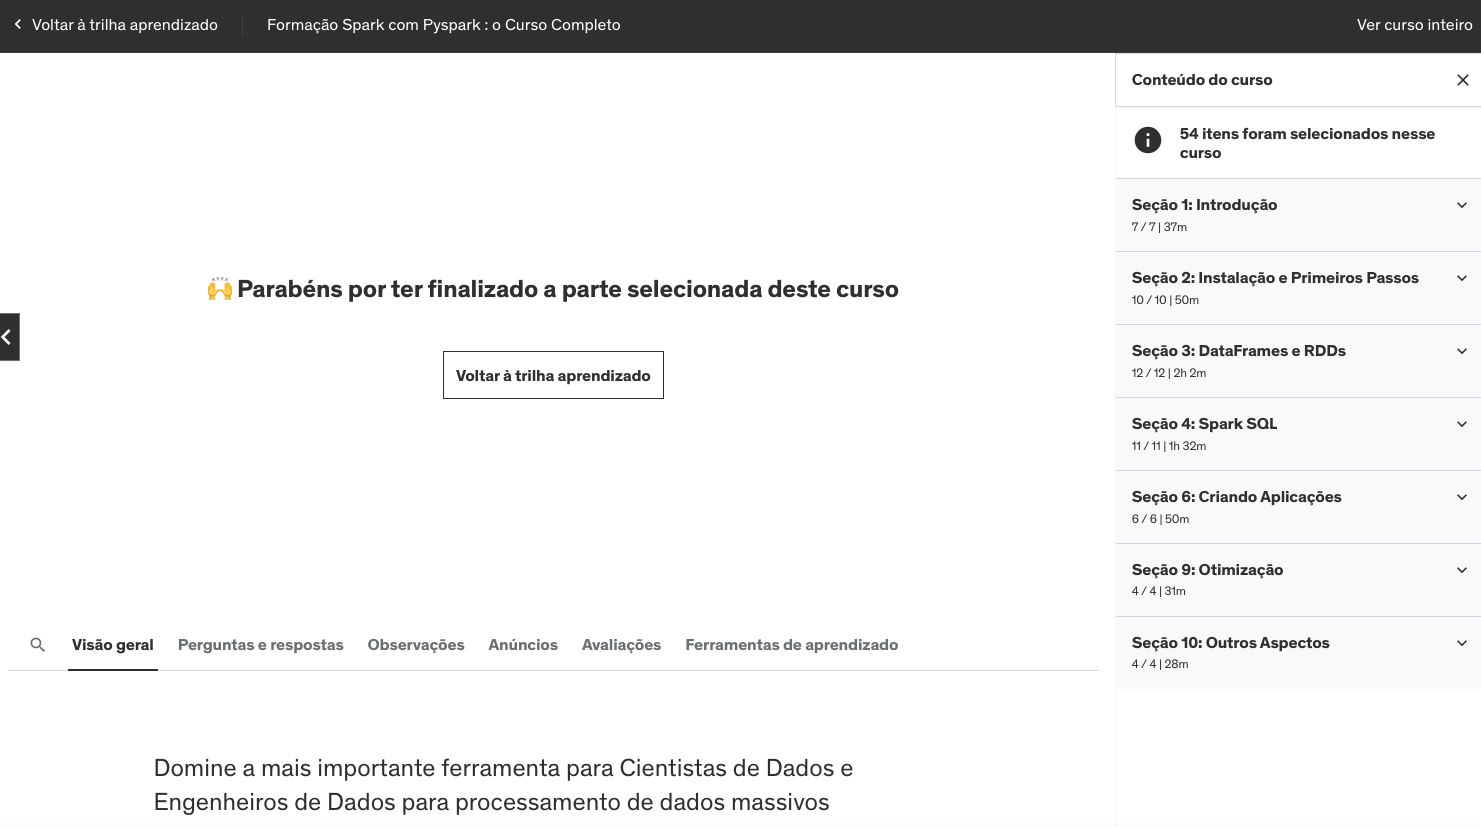 Voltar à trilha aprendizado
Formação Spark com Pyspark : o Curso Completo
Ver curso inteiro
🙌 Parabéns por ter finalizado a parte selecionada deste curso
Voltar à trilha aprendizado
Visão geral
Perguntas e respostas
Observações
Anúncios
Avaliações
Ferramentas de aprendizado
Domine a mais importante ferramenta para Cientistas de Dados e
Engenheiros de Dados para processamento de dados massivos
Conteúdo do curso
54 itens foram selecionados nesse
curso
Seção 1: Introdução
7 / 7 | 37m
Seção 2: Instalação e Primeiros Passos
10 / 10 | 50m
Seção 3: DataFrames e RDDs
12 / 12 | 2h 2m
Seção 4: Spark SQL
11 / 11 | 1h 32m
Seção 6: Criando Aplicações
6 / 6 | 50m
Seção 9: Otimização
4 / 4 | 31m
Seção 10: Outros Aspectos
4 / 4 | 28m